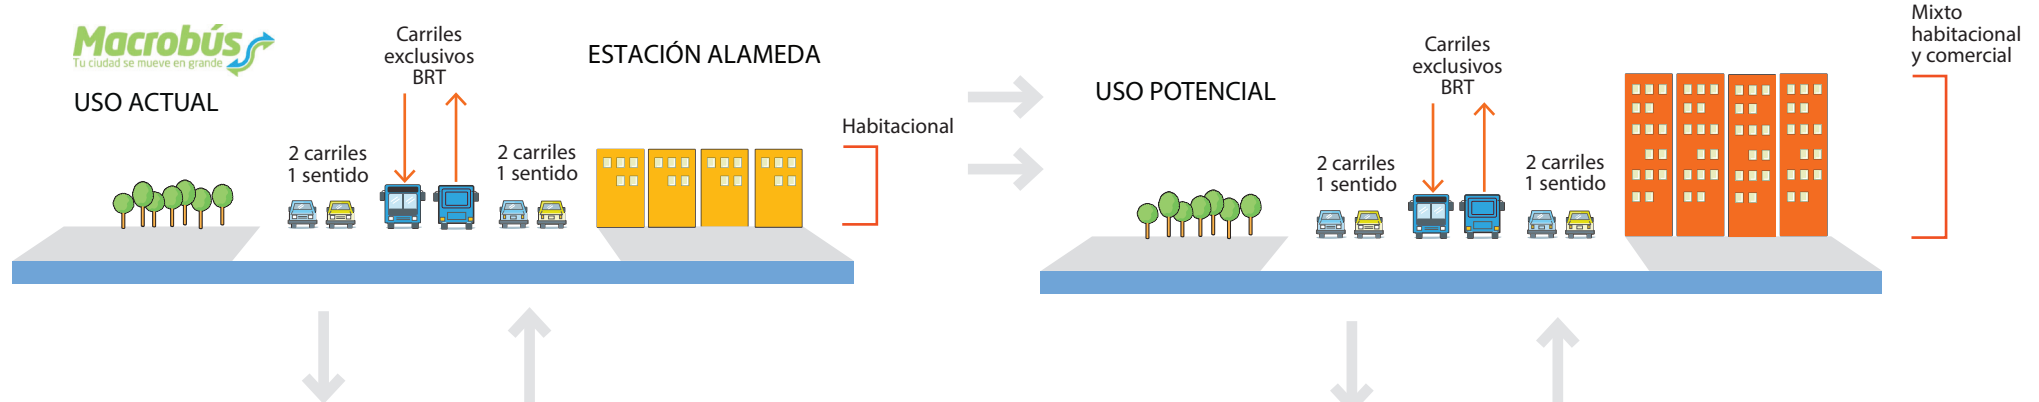 Macrobús
Tu ciudad se mueve en grande
USO ACTUAL
Carriles
exclusivos
BRT
ESTACIÓN ALAMEDA
2 carriles
1 sentido
2 carriles
1 sentido
Habitacional
USO POTENCIAL
Carriles
exclusivos
BRT
2 carriles
1 sentido
2 carriles
1 sentido
Mixto
habitacional
y comercial